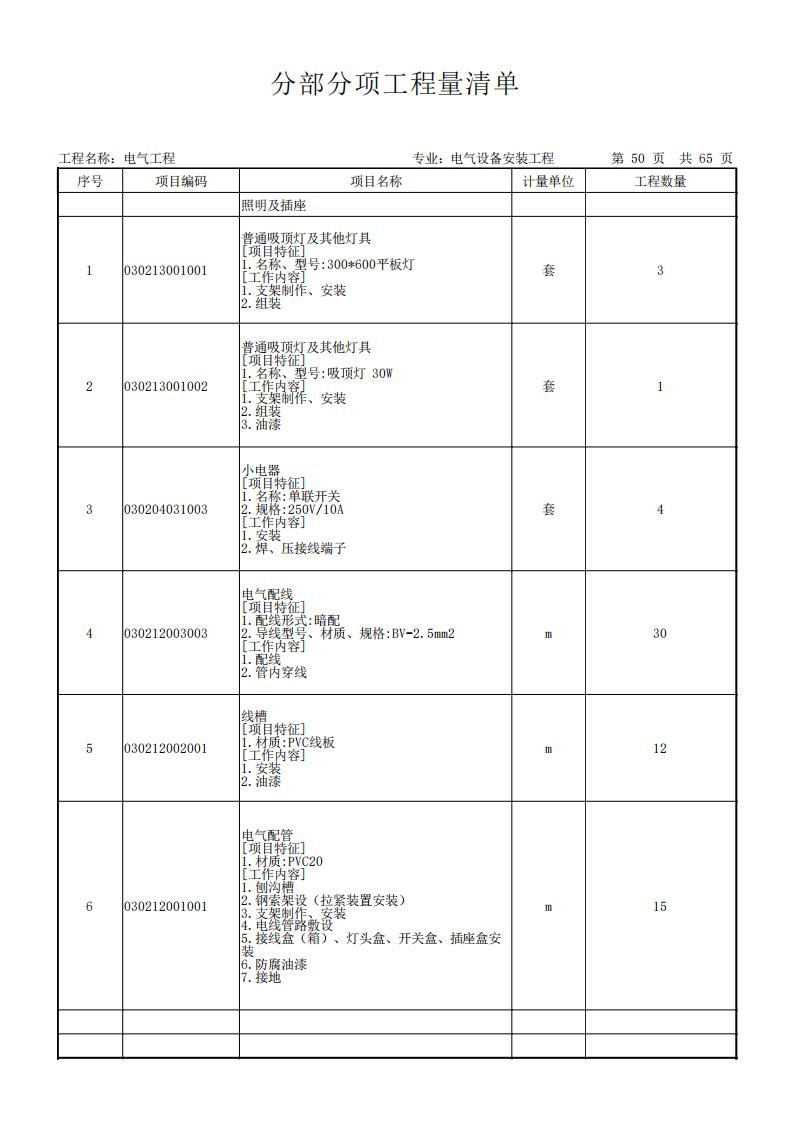 分部分项工程量清单
工程名称：电气工程 专业：电气设备安装工程 第 50 页 共 65 页
序号 项目编码 项目名称 计量单位 工程数量
照明及插座
普通吸顶灯及其他灯具
[项目特征]
1.名称、型号:300*600平板灯
1 030213001001 套 3
[工作内容]
1.支架制作、安装
2.组装
普通吸顶灯及其他灯具
[项目特征]
1.名称、型号:吸顶灯 30W
2 030213001002 [工作内容] 套 1
1.支架制作、安装
2.组装
3.油漆
小电器
[项目特征]
1.名称:单联开关
3 030204031003 2.规格:250V/10A 套 4
[工作内容]
1.安装
2.焊、压接线端子
电气配线
[项目特征]
1.配线形式:暗配
4 030212003003 2.导线型号、材质、规格:BV-2.5mm2 m 30
[工作内容]
1.配线
2.管内穿线
线槽
[项目特征]
1.材质:PVC线板
5 030212002001 [工作内容] m 12
1.安装
2.油漆
电气配管
[项目特征]
1.材质:PVC20
[工作内容]
1.刨沟槽
2.钢索架设（拉紧装置安装）
6 030212001001 3.支架制作、安装 m 15
4.电线管路敷设
5.接线盒（箱）、灯头盒、开关盒、插座盒安
装
6.防腐油漆
7.接地